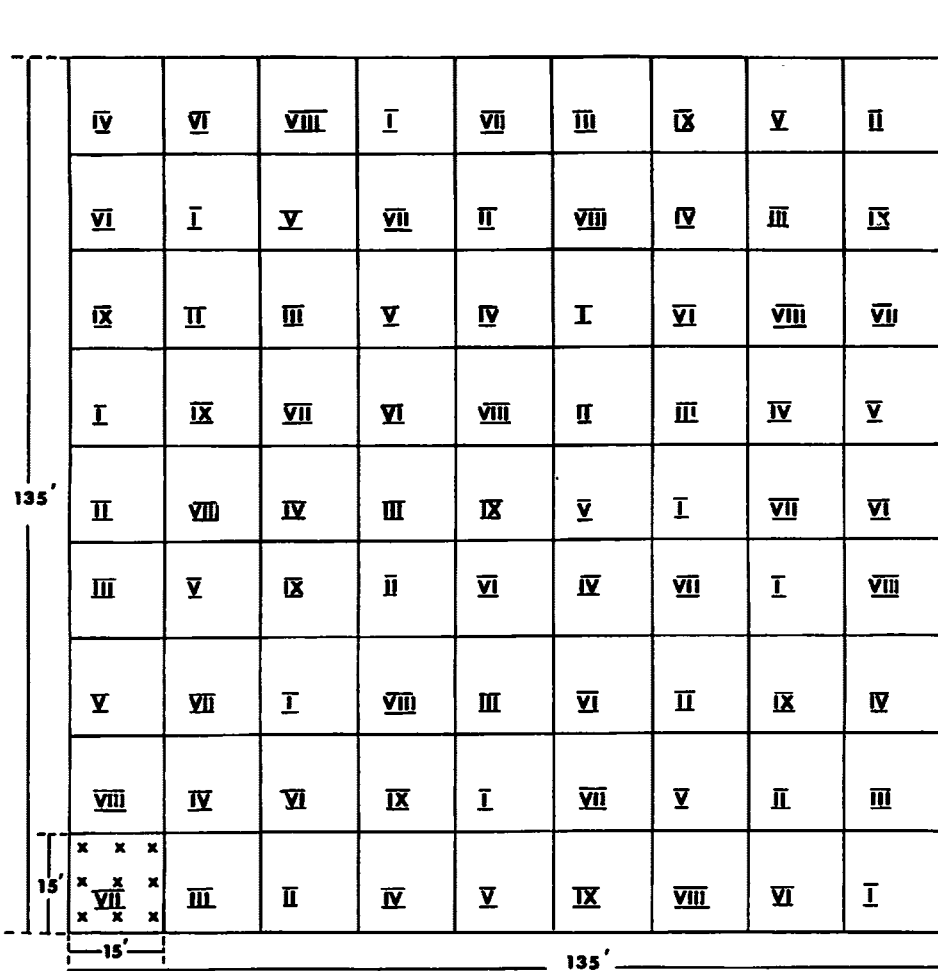 IV VI VIII I VII III IX V II
VI I V VII II VIII IV III IX
IX II III V IV I VI VIII VII
I IX VII VI VIII II III IV V
135' II VIII IV III IX V I VII VI
III V IX II VI IV VII I VIII
V VII I VIII III VI II IX IV
VIII IV VI IX I VII V II III
x x x
15' x x x
VII III II IV V IX VIII VI I
x x x
15'
135'